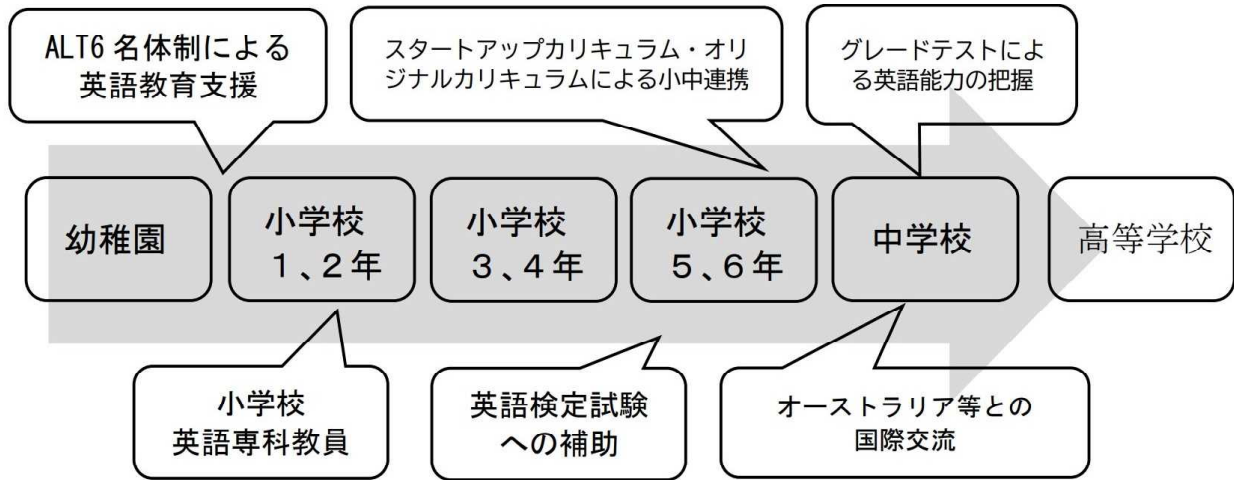 ALT6名体制による
英語教育支援
スタートアップカリキュラム・オリ
ジナルカリキュラムによる小中連携
グレードテストによ
る英語能力の把握
幼稚園
小学校
1、2年
小学校
3、4年
小学校
5、6年
中学校
高等学校
小学校
英語専科教員
英語検定試験
への補助
オーストラリア等との
国際交流